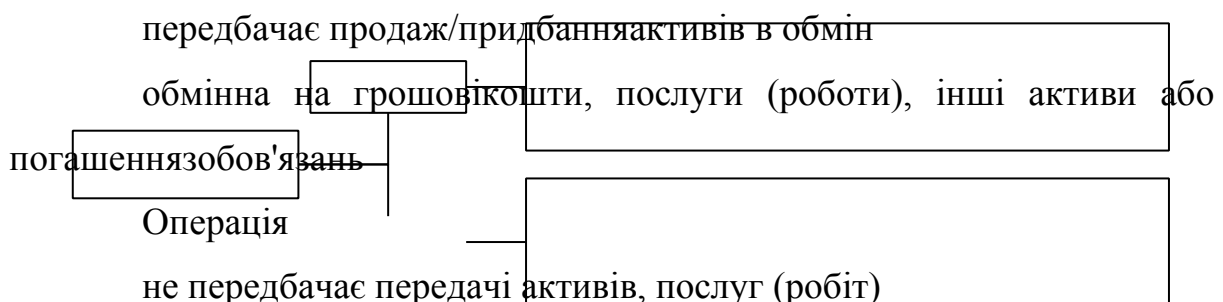 передбачає продаж/придбанняактивів в обмін
обмінна на грошовікошти, послуги (роботи), інші активи або
погашеннязобов'язань
Операція
не передбачає передачі активів, послуг (робіт)